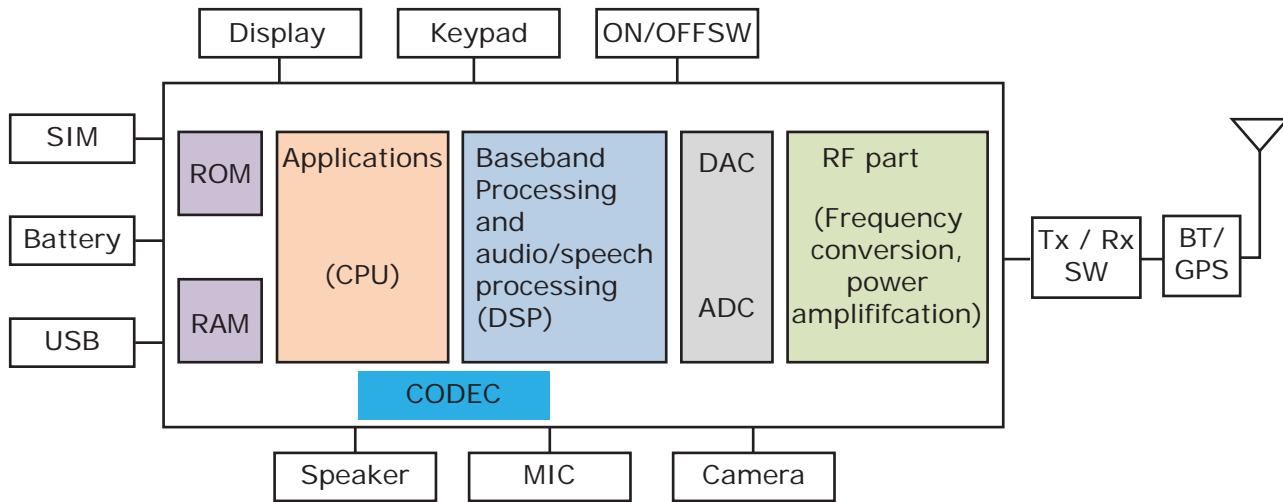 Display
Keypad
ON/OFFSW
SIM
Battery
USB
ROM
RAM
Applications
(CPU)
Baseband
Processing
and
audio/speech
processing
(DSP)
DAC
ADC
RF part
(Frequency
conversion,
power
amplififcation)
CODEC
Tx / Rx
SW
BT/
GPS
Speaker
MIC
Camera